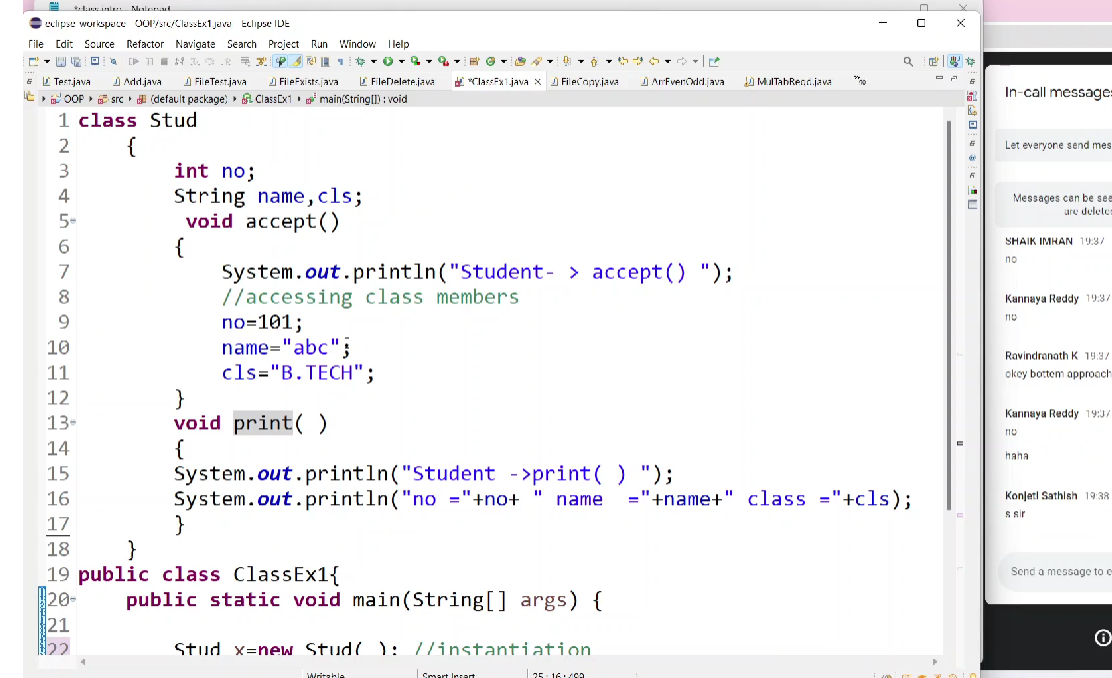 *class intro - Notepad
eclipse-workspace - OOP/src/ClassEx1.java - Eclipse IDE
File Edit Source Refactor Navigate Search Project Run Window Help
Test.java Add.java FileTest.java FileExists.java FileDelete.java *ClassEx1.java FileCopy.java ArrEvenOdd.java MulTabRedd.java
OOP src (default package) ClassEx1 main(String[]) : void
1 class Stud
2 {
3 int no;
4 String name,cls;
5 void accept()
6 {
7 System.out.println("Student- > accept() ");
8 //accessing class members
9 no=101;
10 name="abc";
11 cls="B.TECH";
12 }
13 void print( )
14 {
15 System.out.println("Student ->print( ) ");
16 System.out.println("no ="+no+ " name  ="+name+" class ="+cls);
17 }
18 }
19 public class ClassEx1{
20 public static void main(String[] args) {
21
22 Stud x=new Stud( ); //instantiation
Writable Smart Insert 25 : 16 : 499
In-call messages
Let everyone send mes
Messages can be see
are deleted
SHAIK IMRAN 19:37
no
Kannaya Reddy 19:37
no
Ravindranath K 19:37
okey bottem approach
Kannaya Reddy 19:37
no
haha
Konjeti Sathish 19:38
s sir
Send a message to e